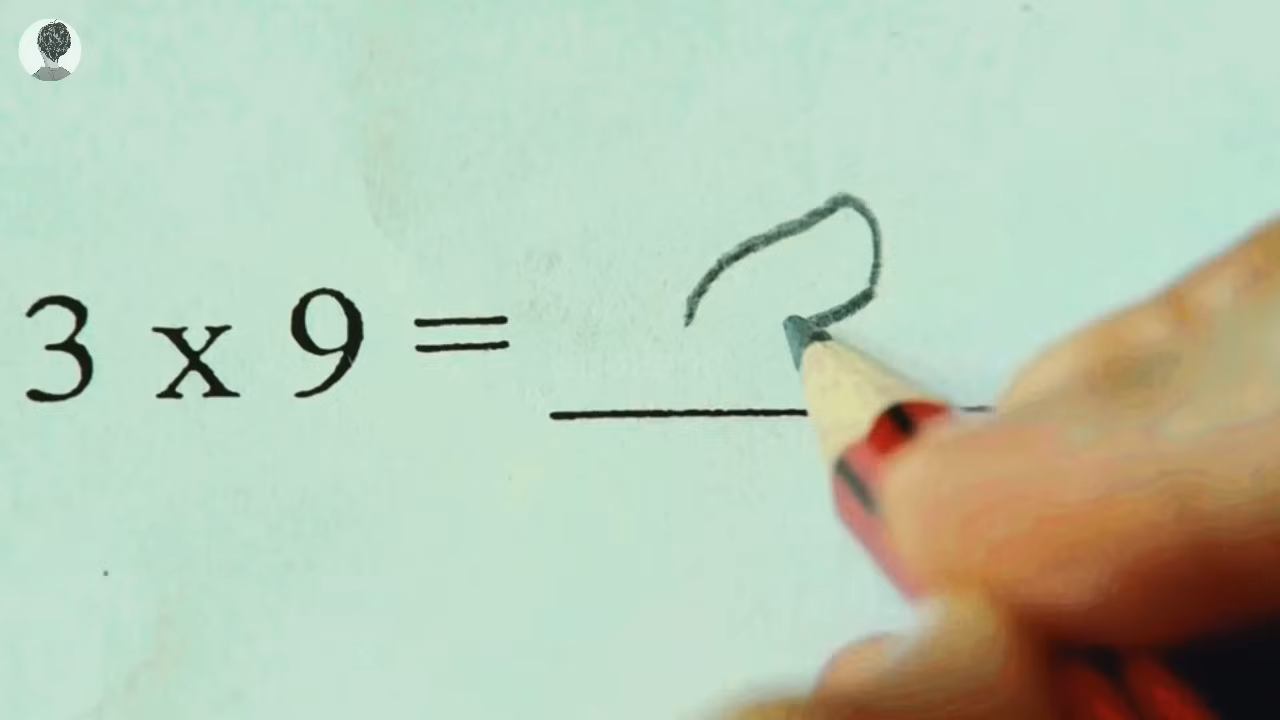 3 x 9 =